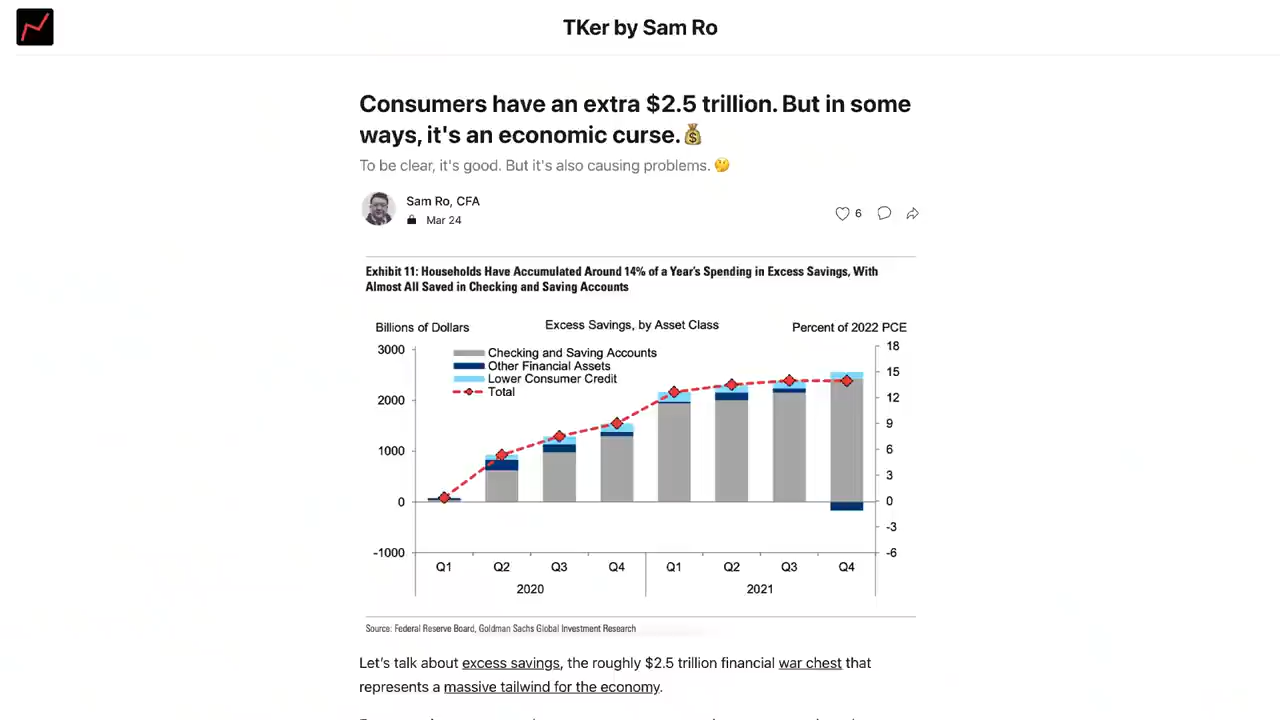 TKer by Sam Ro
Consumers have an extra $2.5 trillion. But in some
ways, it's an economic curse.💰
To be clear, it's good. But it's also causing problems. 🤔
Sam Ro, CFA
Mar 24
6
Exhibit 11: Households Have Accumulated Around 14% of a Year's Spending in Excess Savings, With
Almost All Saved in Checking and Saving Accounts
Billions of Dollars
Excess Savings, by Asset Class
Percent of 2022 PCE
Checking and Saving Accounts
Other Financial Assets
Lower Consumer Credit
Total
3000
2000
1000
0
-1000
18
15
12
9
6
3
0
-3
-6
Q1 Q2 Q3 Q4 Q1 Q2 Q3 Q4
2020 2021
Source: Federal Reserve Board, Goldman Sachs Global Investment Research
Let's talk about excess savings, the roughly $2.5 trillion financial war chest that
represents a massive tailwind for the economy.